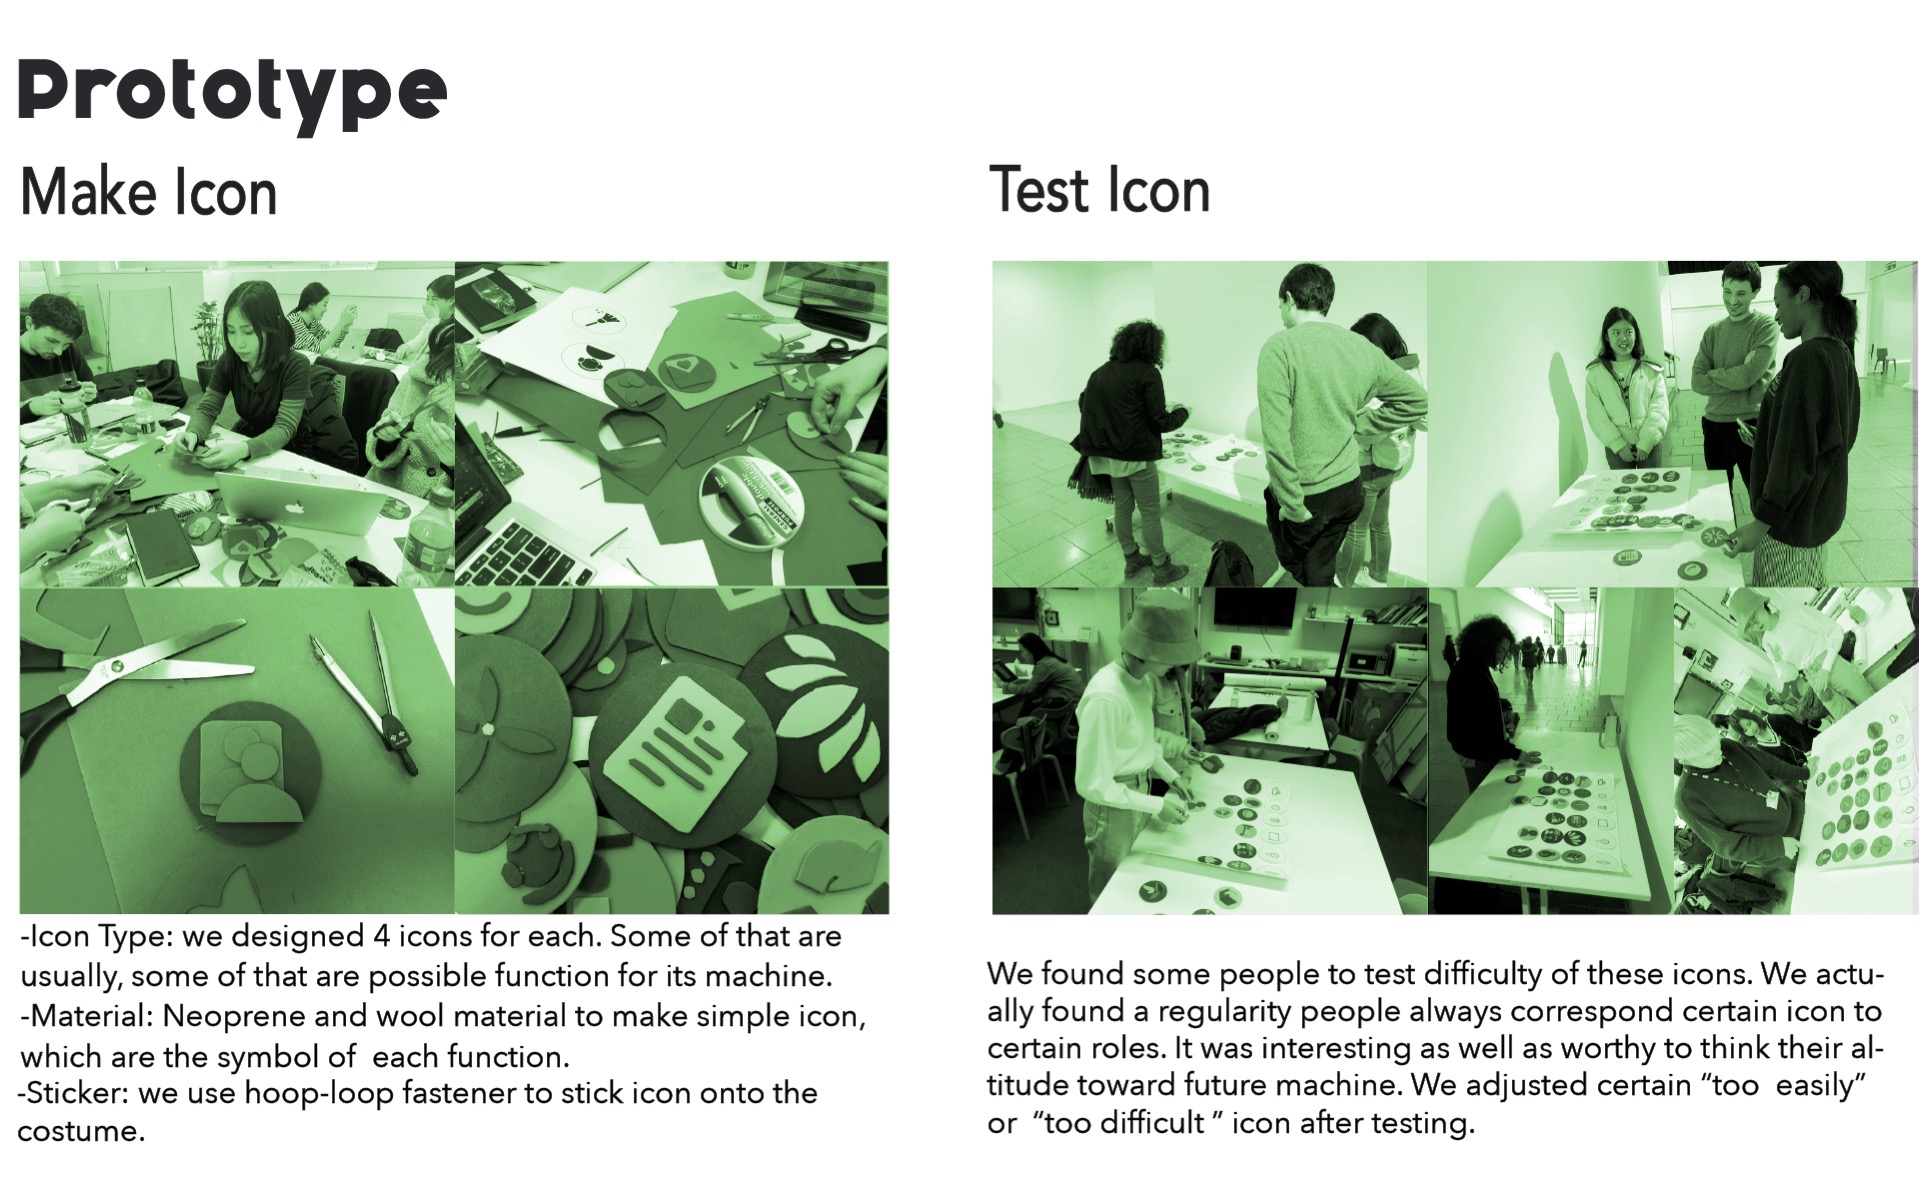 Prototype
Make Icon
-Icon Type: we designed 4 icons for each. Some of that are
usually, some of that are possible function for its machine.
-Material: Neoprene and wool material to make simple icon,
which are the symbol of  each function.
-Sticker: we use hoop-loop fastener to stick icon onto the
costume.
Test Icon
We found some people to test difficulty of these icons. We actu-
ally found a regularity people always correspond certain icon to
certain roles. It was interesting as well as worthy to think their al-
titude toward future machine. We adjusted certain “too  easily”
or  “too difficult ” icon after testing.